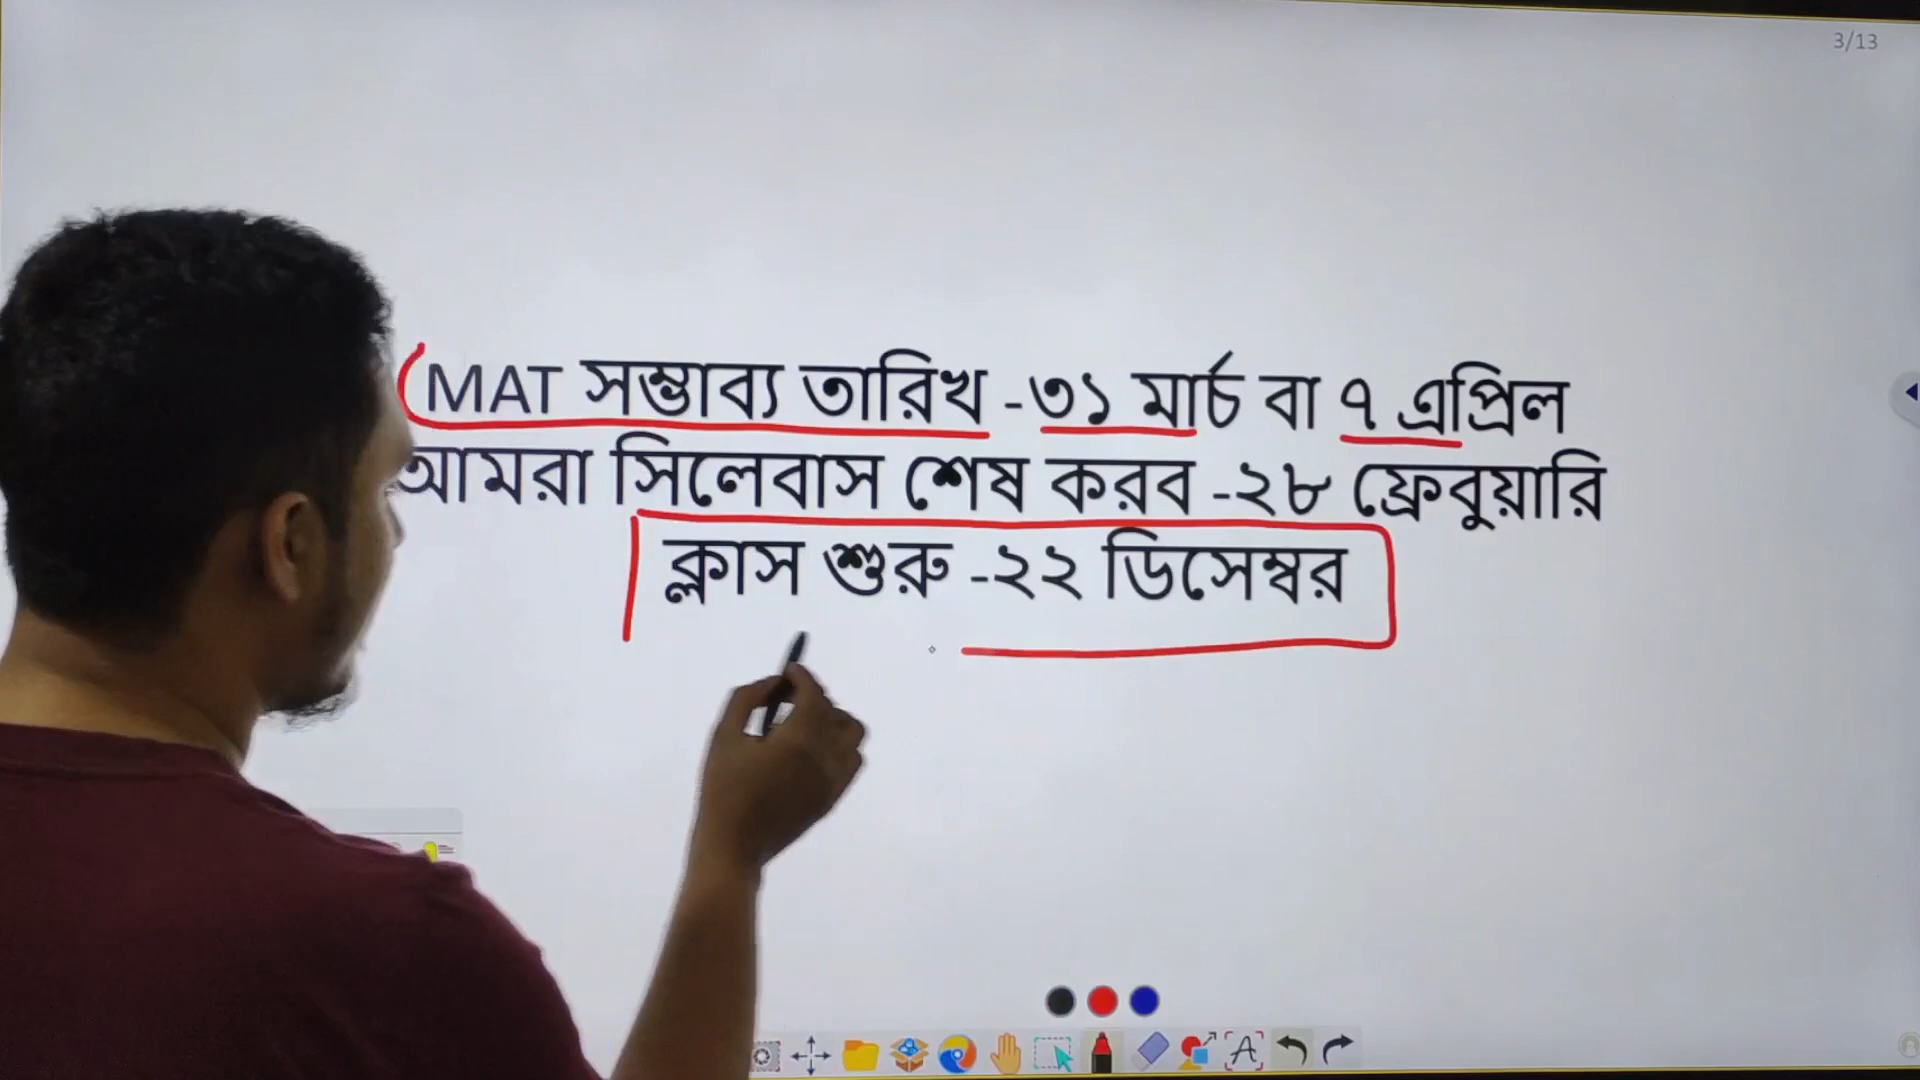 3/13
MAT সম্ভাব্য তারিখ -৩১ মার্চ বা ৭ এপ্রিল
আমরা সিলেবাস শেষ করব -২৮ ফ্রেবুয়ারি
ক্লাস শুরু -২২ ডিসেম্বর